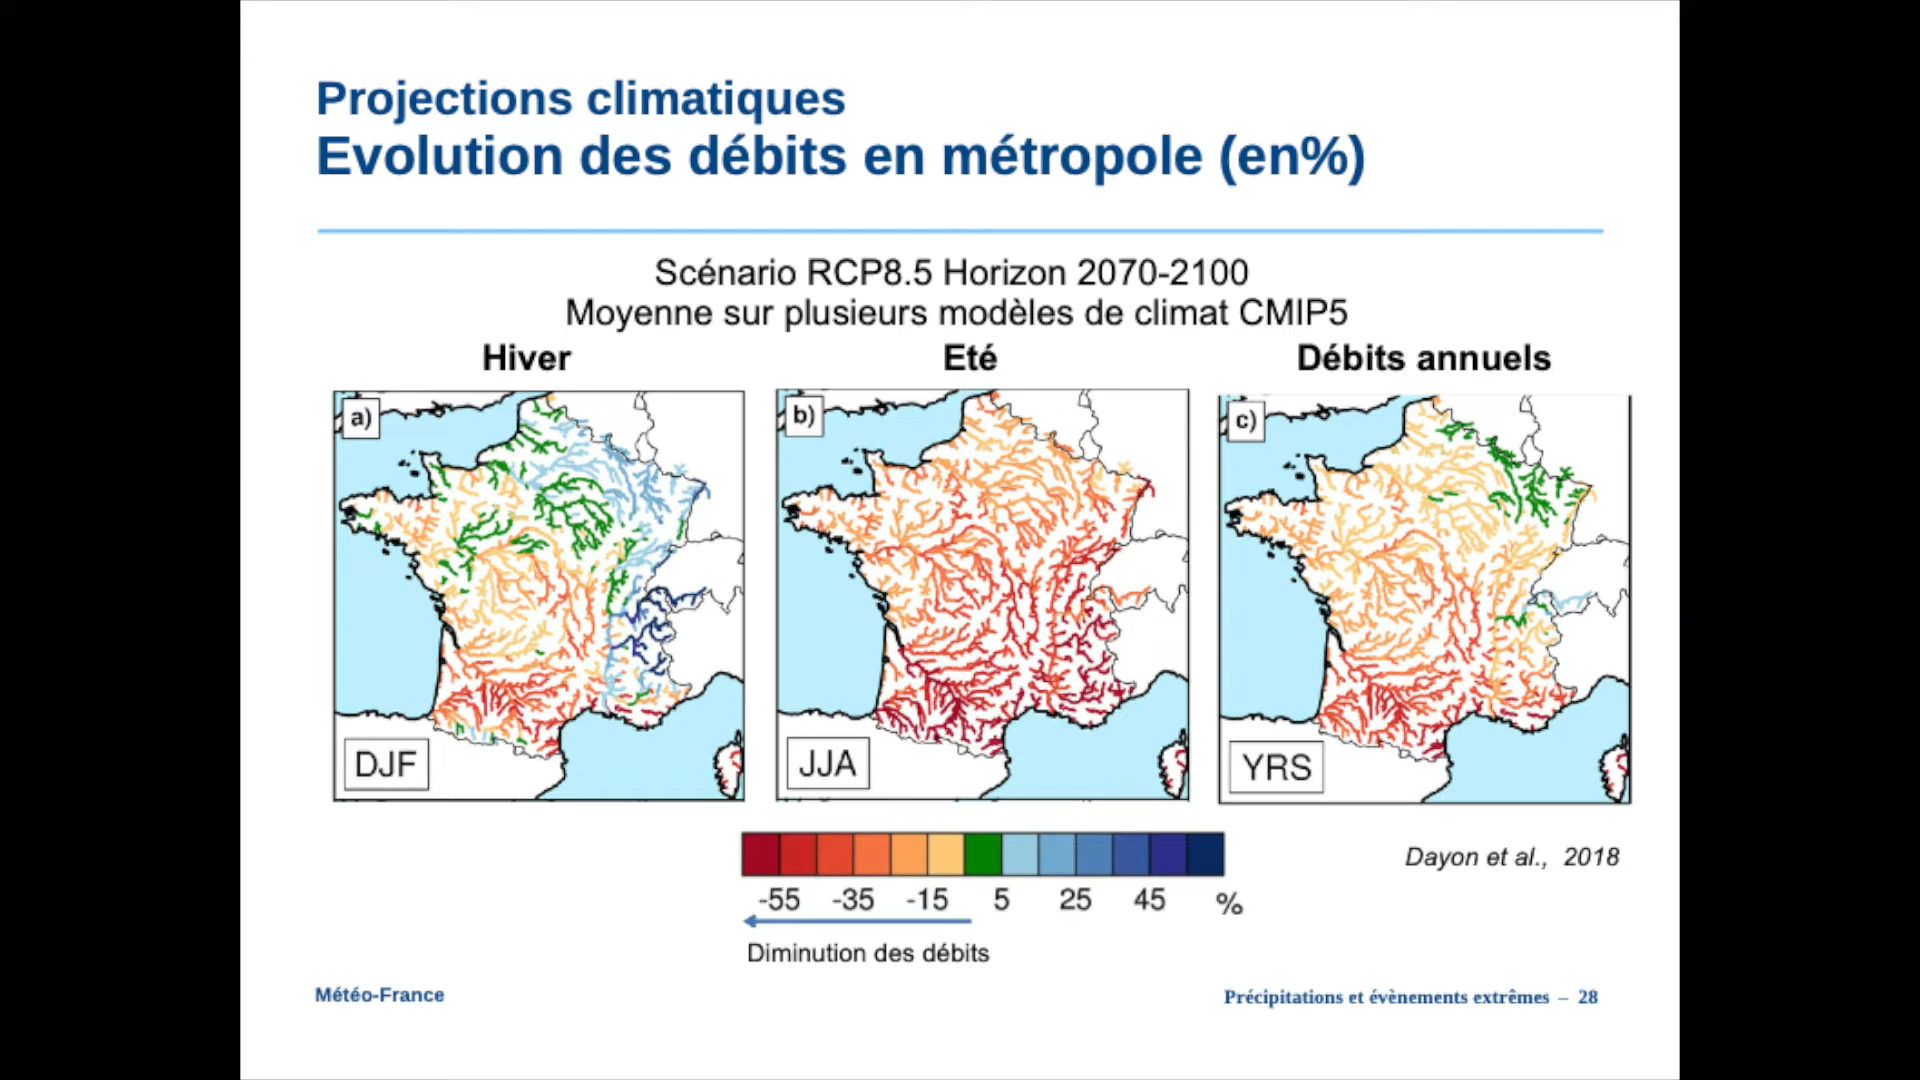 Projections climatiques
Evolution des débits en métropole (en%)
Scénario RCP8.5 Horizon 2070-2100
Moyenne sur plusieurs modèles de climat CMIP5
Hiver
Eté
Débits annuels
a)
b)
c)
DJF
JJA
YRS
-55 -35 -15 5 25 45 %
Dayon et al., 2018
Diminution des débits
Météo-France
Précipitations et évènements extrêmes – 28